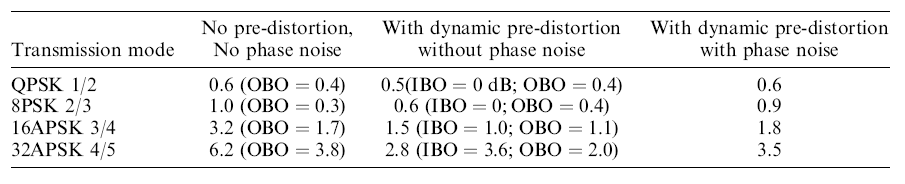 No pre-distortion, With dynamic pre-distortion With dynamic pre-distortion
Transmission mode No phase noise without phase noise with phase noise
QPSK 1/2 0.6 (OBO = 0.4) 0.5(IBO = 0 dB; OBO = 0.4) 0.6
8PSK 2/3 1.0 (OBO = 0.3) 0.6 (IBO = 0; OBO = 0.4) 0.9
16APSK 3/4 3.2 (OBO = 1.7) 1.5 (IBO = 1.0; OBO = 1.1) 1.8
32APSK 4/5 6.2 (OBO = 3.8) 2.8 (IBO = 3.6; OBO = 2.0) 3.5